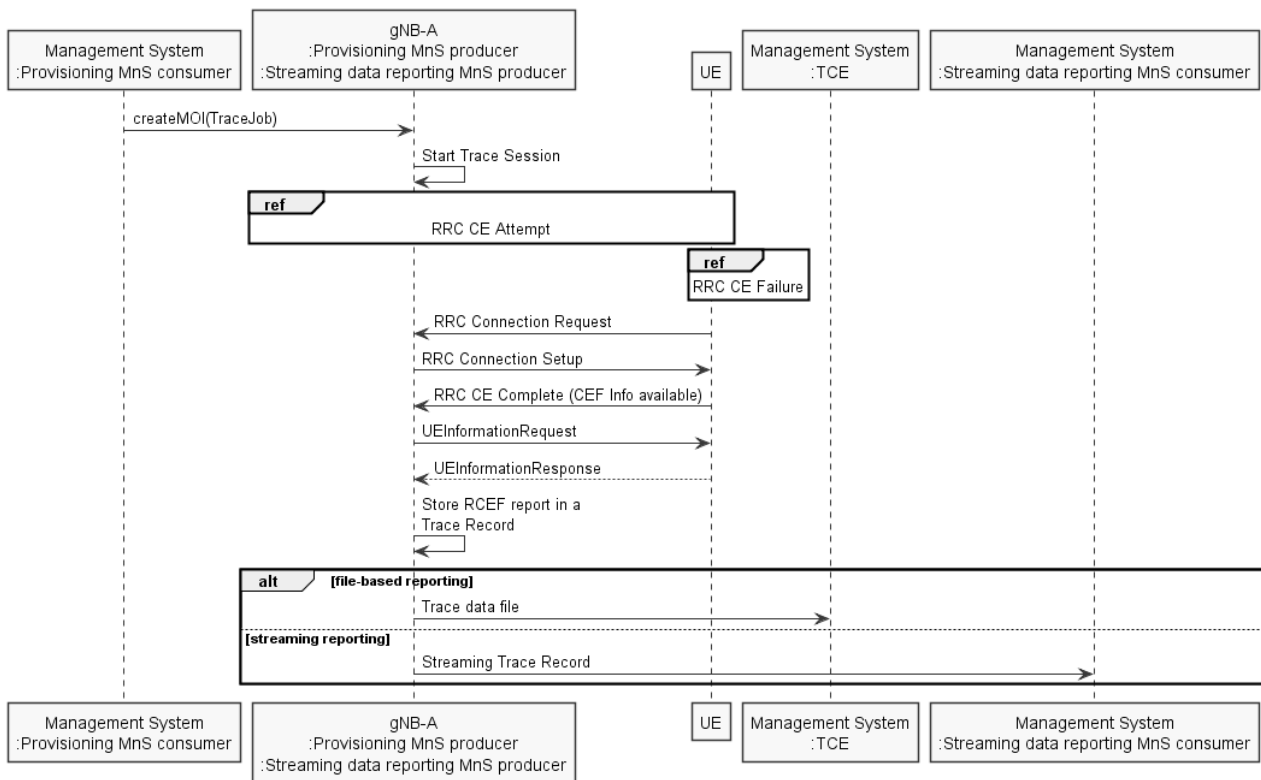 Management System
:Provisioning MnS consumer
gNB-A
:Provisioning MnS producer
:Streaming data reporting MnS producer
UE
Management System
:TCE
Management System
:Streaming data reporting MnS consumer
createMOI(TraceJob)
Start Trace Session
ref
RRC CE Attempt
ref
RRC CE Failure
RRC Connection Request
RRC Connection Setup
RRC CE Complete (CEF Info available)
UEInformationRequest
UEInformationResponse
Store RCEF report in a
Trace Record
alt [file-based reporting]
Trace data file
[streaming reporting]
Streaming Trace Record
Management System
:Provisioning MnS consumer
gNB-A
:Provisioning MnS producer
:Streaming data reporting MnS producer
UE
Management System
:TCE
Management System
:Streaming data reporting MnS consumer